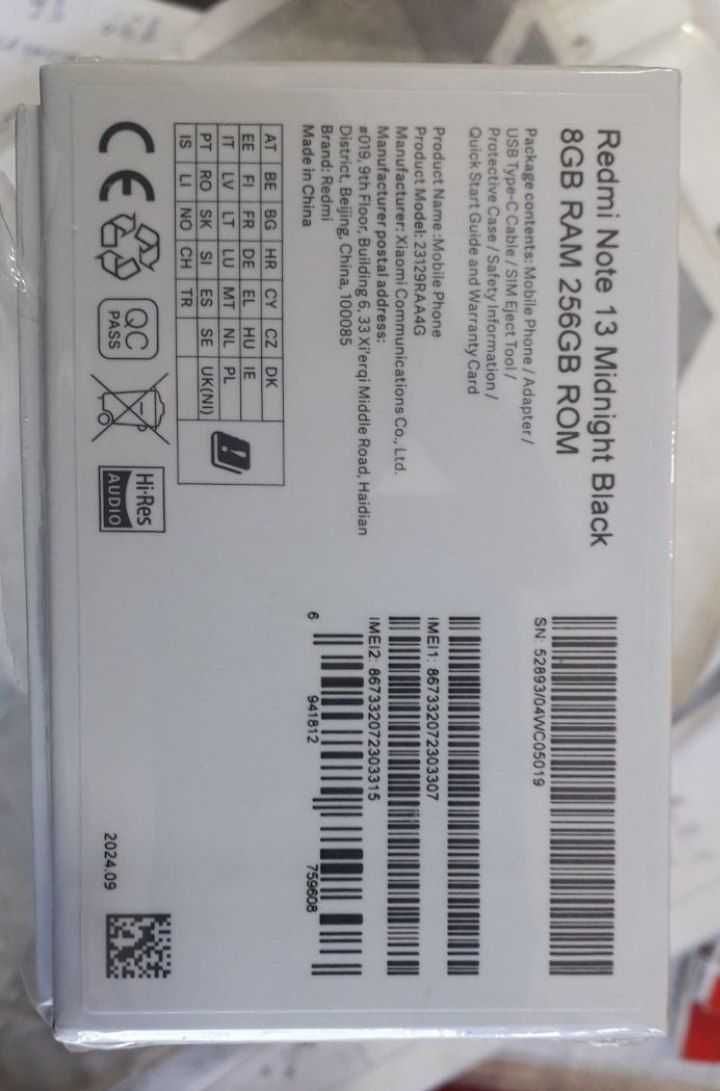 Redmi Note 13 Midnight Black
8GB RAM 256GB ROM
Package contents: Mobile Phone / Adapter /
USB Type-C Cable / SIM Eject Tool /
Protective Case / Safety Information /
Quick Start Guide and Warranty Card
Product Name :Mobile Phone
Product Model: 23129RAA4G
Manufacturer: Xiaomi Communications Co., Ltd.
Manufacturer postal address:
#019, 9th Floor, Building 6, 33 Xi'erqi Middle Road, Haidian
District, Beijing, China, 100085
Brand: Redmi
Made in China
SN: 52893/04WC05019
IMEI1: 867332072303307
IMEI2: 867332072303315
6 941812 759608
AT BE BG HR CY CZ DK
EE FI FR DE EL HU IE
IT LV LT LU MT NL PL
PT RO SK SI ES SE UK(NI)
IS LI NO CH TR
CE
QC
PASS
Hi-Res
AUDIO
2024.09